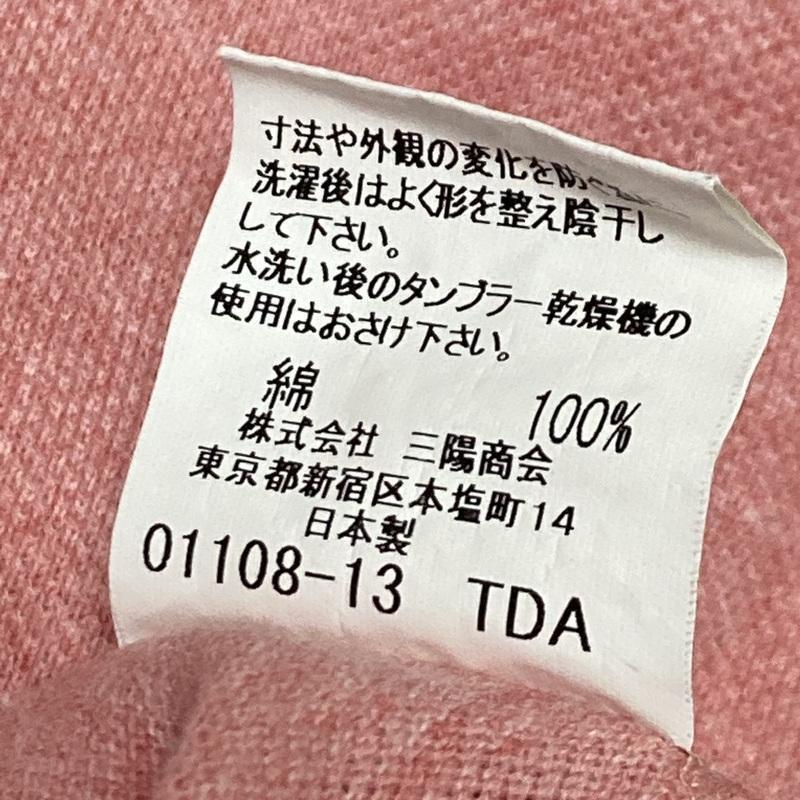 寸法や外観の変化を防ぐため
洗濯後はよく形を整え陰干し
して下さい。
水洗い後のタンブラー乾燥機の
使用はおさけ下さい。
綿 100%
株式会社 三陽商会
東京都新宿区本塩町14
日本製
01108-13 TDA